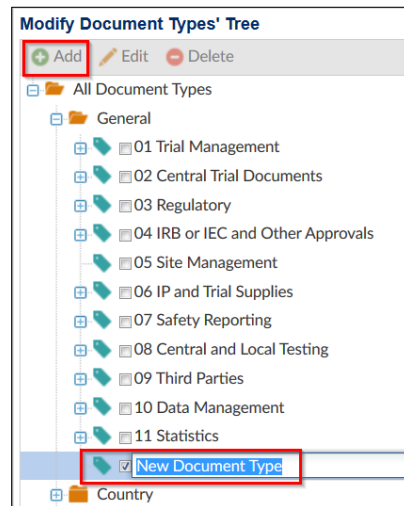 Modify Document Types' Tree
Add Edit Delete
All Document Types
General
01 Trial Management
02 Central Trial Documents
03 Regulatory
04 IRB or IEC and Other Approvals
05 Site Management
06 IP and Trial Supplies
07 Safety Reporting
08 Central and Local Testing
09 Third Parties
10 Data Management
11 Statistics
New Document Type
Country